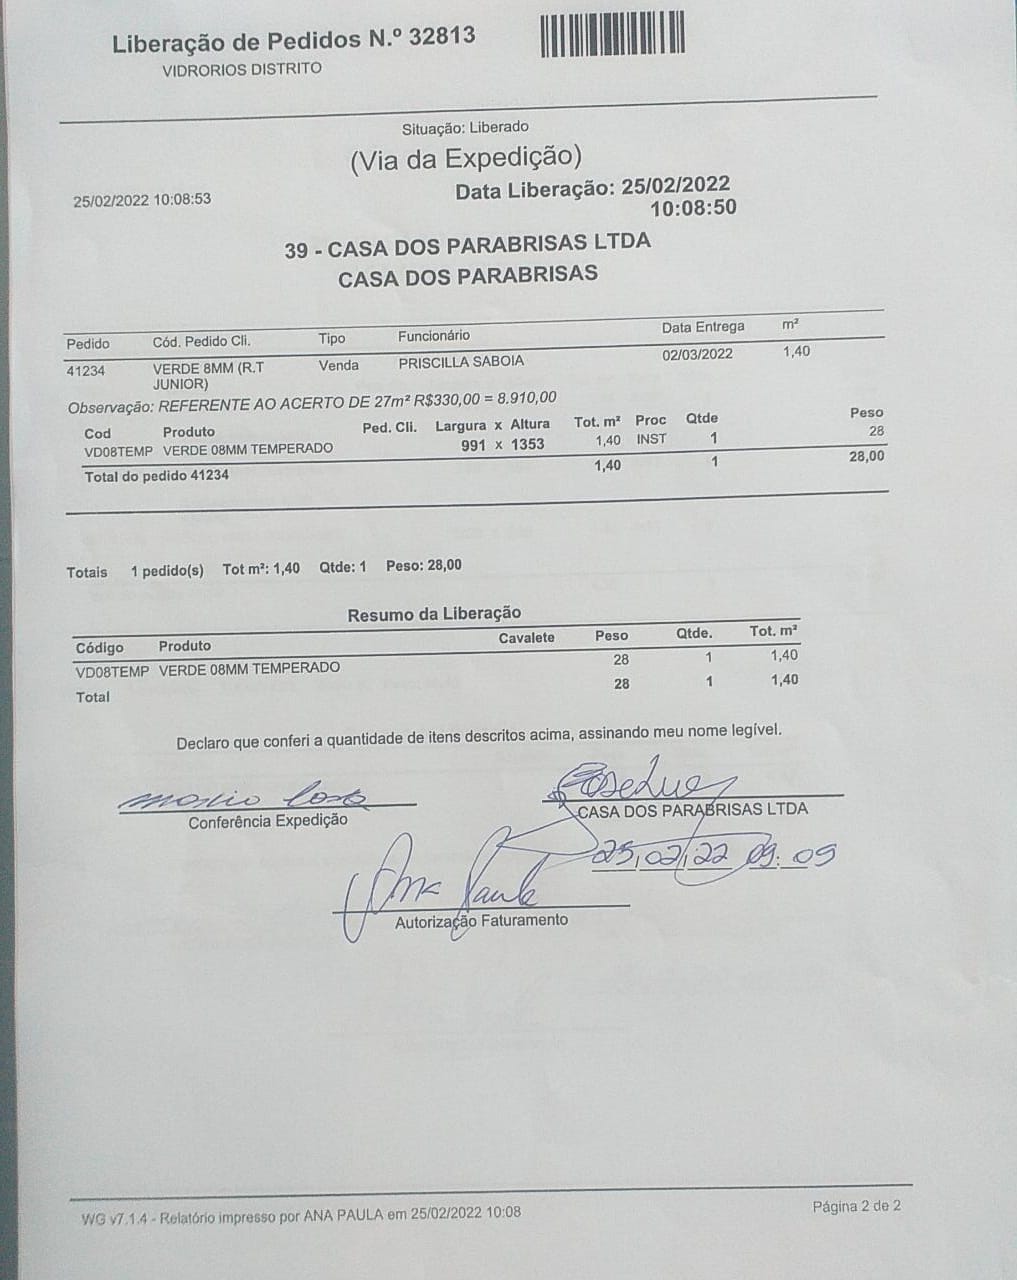 Liberação de Pedidos N.º 32813
VIDRORIOS DISTRITO
Situação: Liberado
(Via da Expedição)
25/02/2022 10:08:53 Data Liberação: 25/02/2022
10:08:50
39 - CASA DOS PARABRISAS LTDA
CASA DOS PARABRISAS
Pedido Cód. Pedido Cli. Tipo Funcionário Data Entrega m²
41234 VERDE 8MM (R.T Venda PRISCILLA SABOIA 02/03/2022 1,40
JUNIOR)
Observação: REFERENTE AO ACERTO DE 27m² R$330,00 = 8.910,00
Cod Produto Ped. Cli. Largura x Altura Tot. m² Proc Qtde Peso
VD08TEMP VERDE 08MM TEMPERADO 991 x 1353 1,40 INST 1 28
Total do pedido 41234 1,40 1 28,00
Totais 1 pedido(s) Tot m²: 1,40 Qtde: 1 Peso: 28,00
Resumo da Liberação
Código Produto Cavalete Peso Qtde. Tot. m²
VD08TEMP VERDE 08MM TEMPERADO 28 1 1,40
Total 28 1 1,40
Declaro que conferi a quantidade de itens descritos acima, assinando meu nome legível.
Conferência Expedição
CASA DOS PARABRISAS LTDA
25/02/22 09:09
Ana Paula
Autorização Faturamento
WG v7.1.4 - Relatório impresso por ANA PAULA em 25/02/2022 10:08 Página 2 de 2